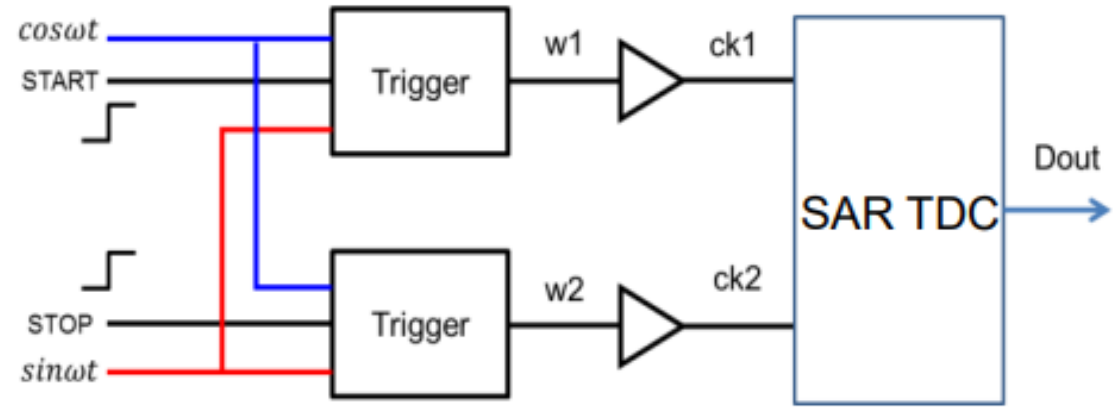 cosωt
START
Trigger
w1
ck1
SAR TDC
Dout
STOP
sinωt
Trigger
w2
ck2